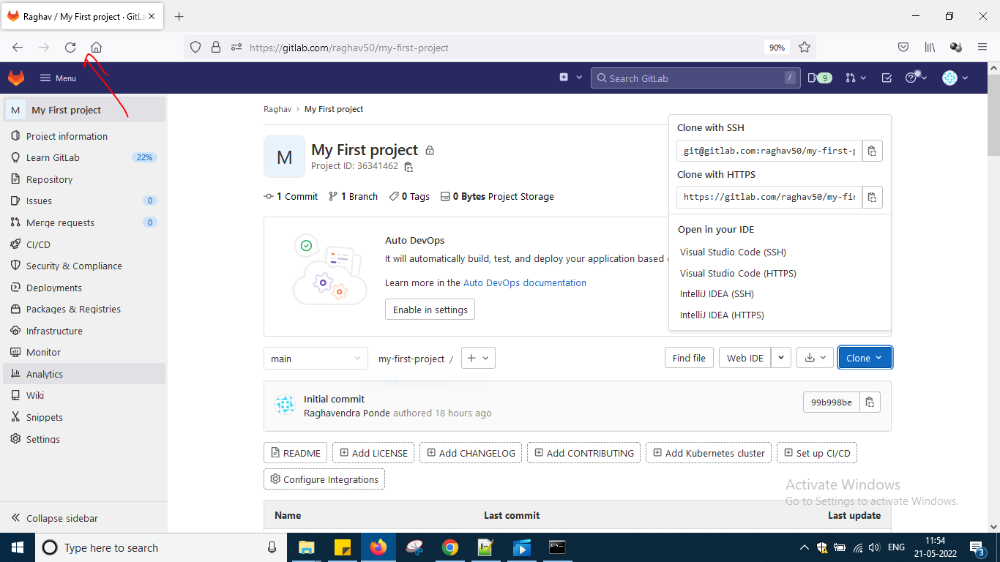 Raghav / My First project · GitLa
https://gitlab.com/raghav50/my-first-project
90%
Menu
Search GitLab
/
9
M
My First project
Project information
Learn GitLab
22%
Repository
Issues
0
Merge requests
0
CI/CD
Security & Compliance
Deployments
Packages & Registries
Infrastructure
Monitor
Analytics
Wiki
Snippets
Settings
Collapse sidebar
Raghav › My First project
M
My First project
Project ID: 36341462
1 Commit
1 Branch
0 Tags
0 Bytes Project Storage
Auto DevOps
It will automatically build, test, and deploy your application based
Learn more in the Auto DevOps documentation
Enable in settings
Clone with SSH
git@gitlab.com:raghav50/my-first-p
Clone with HTTPS
https://gitlab.com/raghav50/my-fir
Open in your IDE
Visual Studio Code (SSH)
Visual Studio Code (HTTPS)
IntelliJ IDEA (SSH)
IntelliJ IDEA (HTTPS)
main
my-first-project /
Find file
Web IDE
Clone
Full-screen Snip
Initial commit
Raghavendra Ponde authored 18 hours ago
99b998be
README
Add LICENSE
Add CHANGELOG
Add CONTRIBUTING
Add Kubernetes cluster
Set up CI/CD
Configure Integrations
Name
Last commit
Last update
Activate Windows
Go to Settings to activate Windows.
Type here to search
ENG
11:54
21-05-2022
3